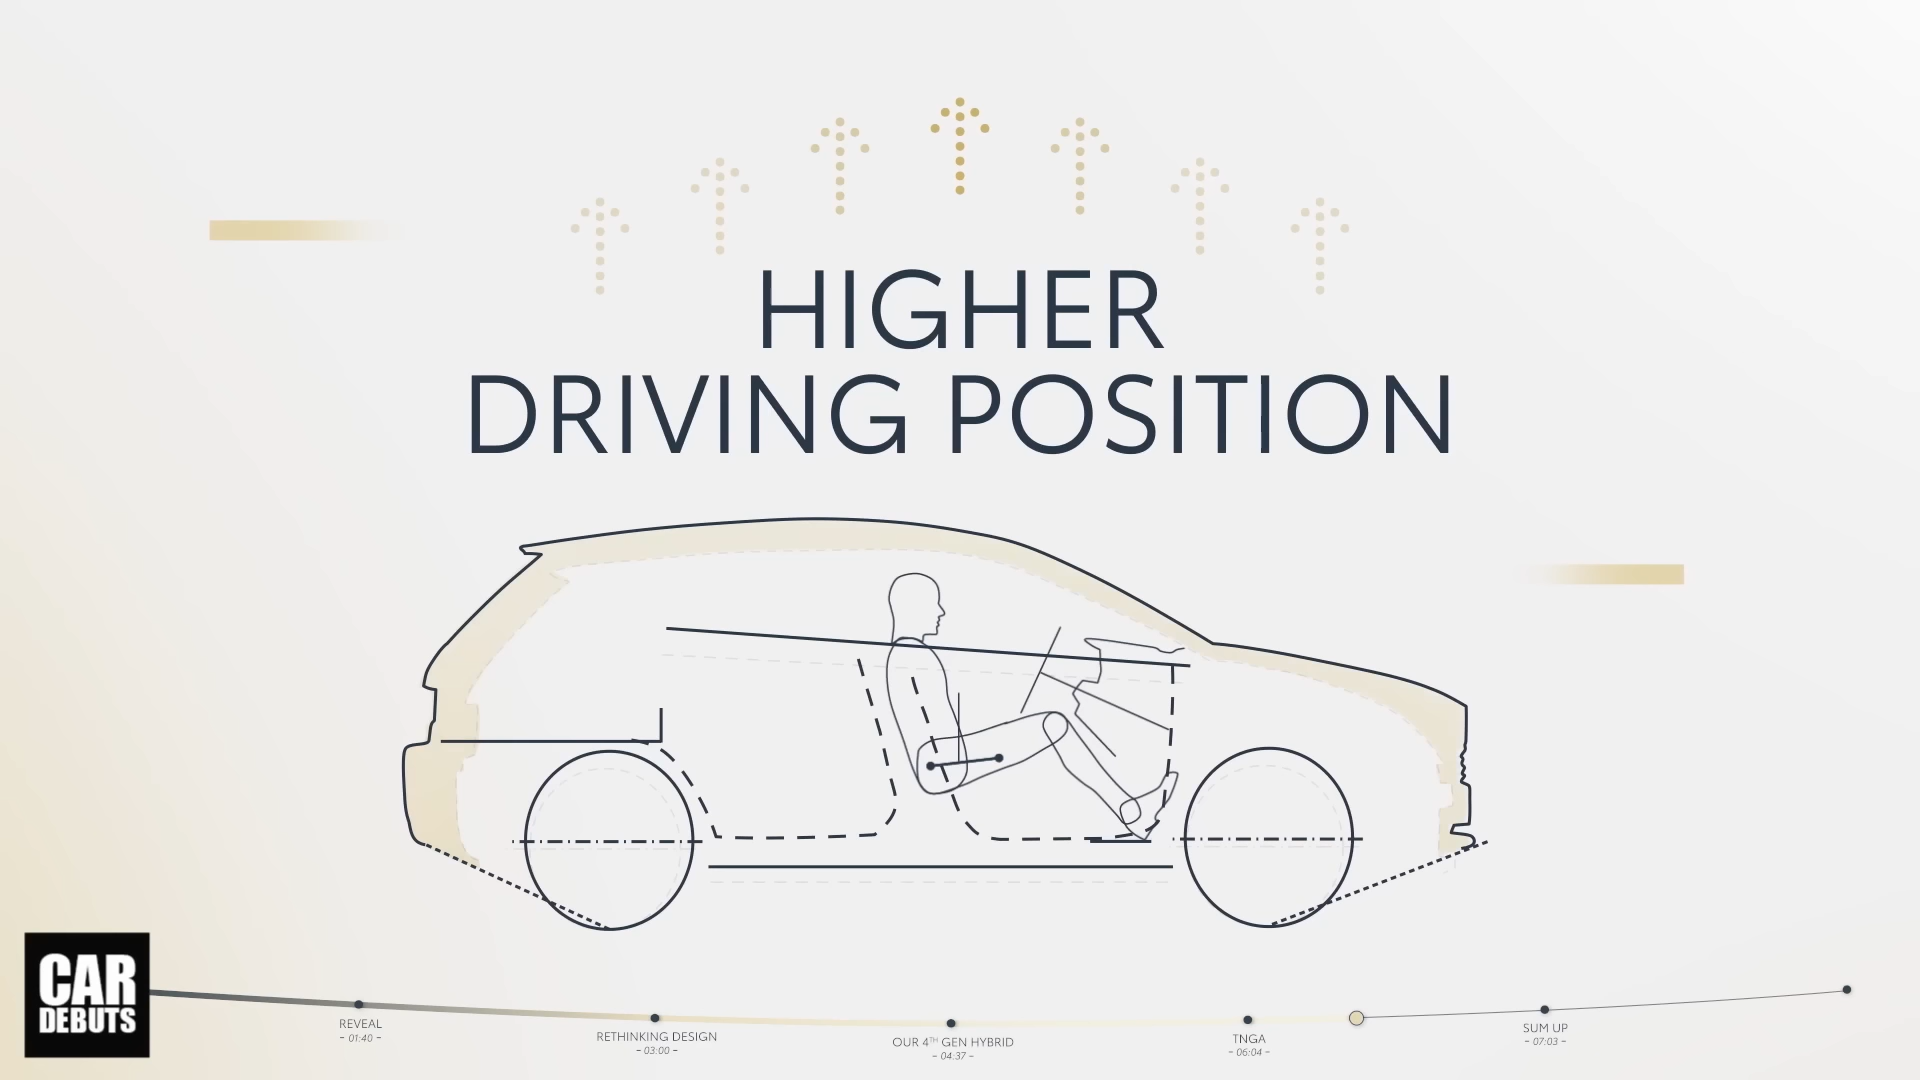 HIGHER
DRIVING POSITION
CAR
DEBUTS
REVEAL
- 01:40 -
RETHINKING DESIGN
- 03:00 -
OUR 4TH GEN HYBRID
- 04:37 -
TNGA
- 06:04 -
SUM UP
- 07:03 -